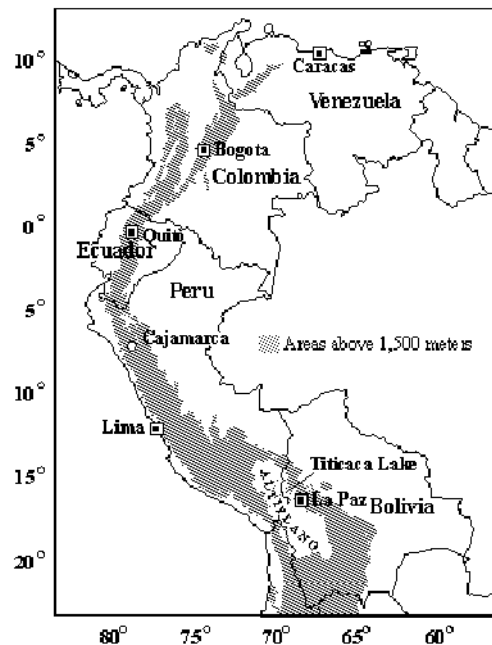 10°
Caracas
Venezuela
5°
Bogota
Colombia
0°
Quito
Ecuador
Peru
5°
Cajamarca
Areas above 1,500 meters
10°
Lima
15°
Titicaca Lake
ALTIPLANO
La Paz
Bolivia
20°
80° 75° 70° 65° 60°